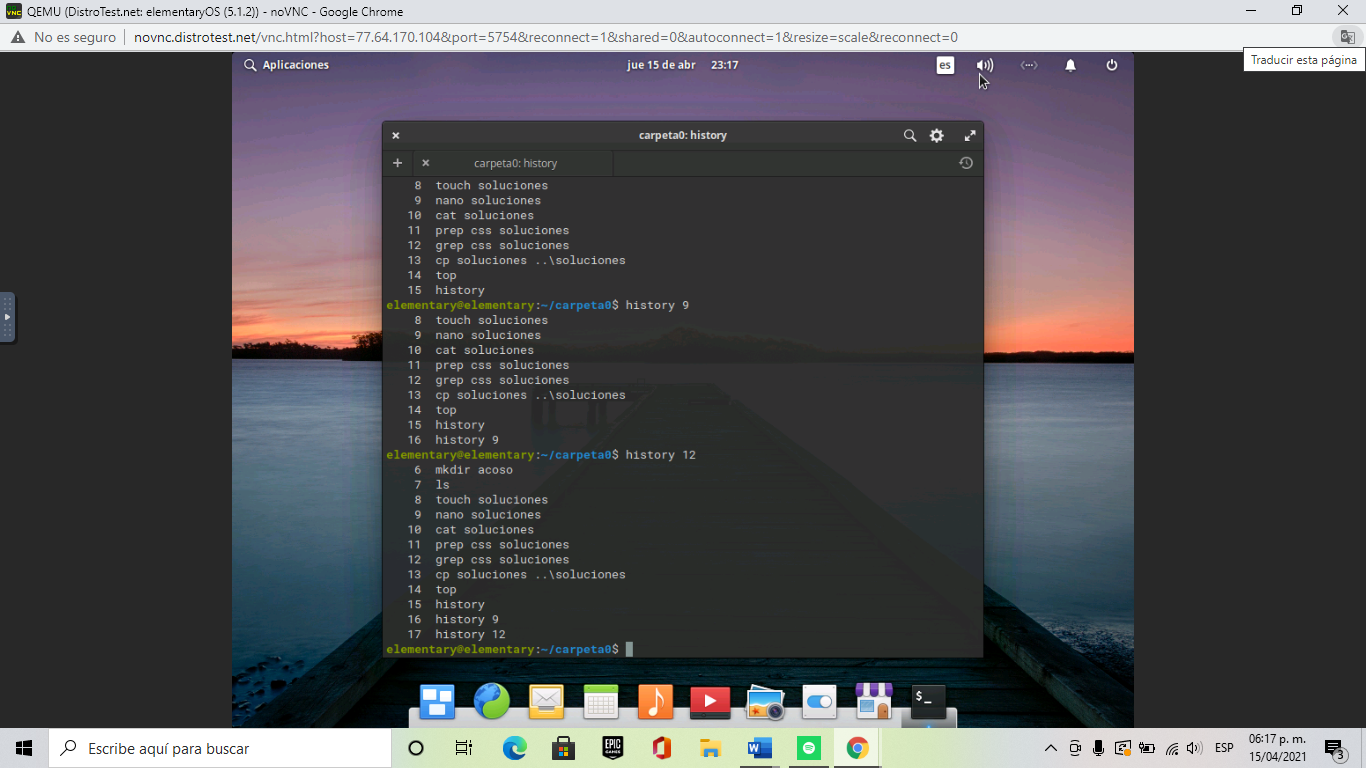 QEMU (DistroTest.net: elementaryOS (5.1.2)) - noVNC - Google Chrome
No es seguro novnc.distrotest.net/vnc.html?host=77.64.170.104&port=5754&reconnect=1&shared=0&autoconnect=1&resize=scale&reconnect=0
Traducir esta página
Aplicaciones jue 15 de abr 23:17 es
carpeta0: history
carpeta0: history
8 touch soluciones
9 nano soluciones
10 cat soluciones
11 prep css soluciones
12 grep css soluciones
13 cp soluciones ..\soluciones
14 top
15 history
elementary@elementary:~/carpeta0$ history 9
8 touch soluciones
9 nano soluciones
10 cat soluciones
11 prep css soluciones
12 grep css soluciones
13 cp soluciones ..\soluciones
14 top
15 history
16 history 9
elementary@elementary:~/carpeta0$ history 12
6 mkdir acoso
7 ls
8 touch soluciones
9 nano soluciones
10 cat soluciones
11 prep css soluciones
12 grep css soluciones
13 cp soluciones ..\soluciones
14 top
15 history
16 history 9
17 history 12
elementary@elementary:~/carpeta0$
$_
Escribe aquí para buscar
EPIC GAMES
W
ESP
06:17 p. m.
15/04/2021
3